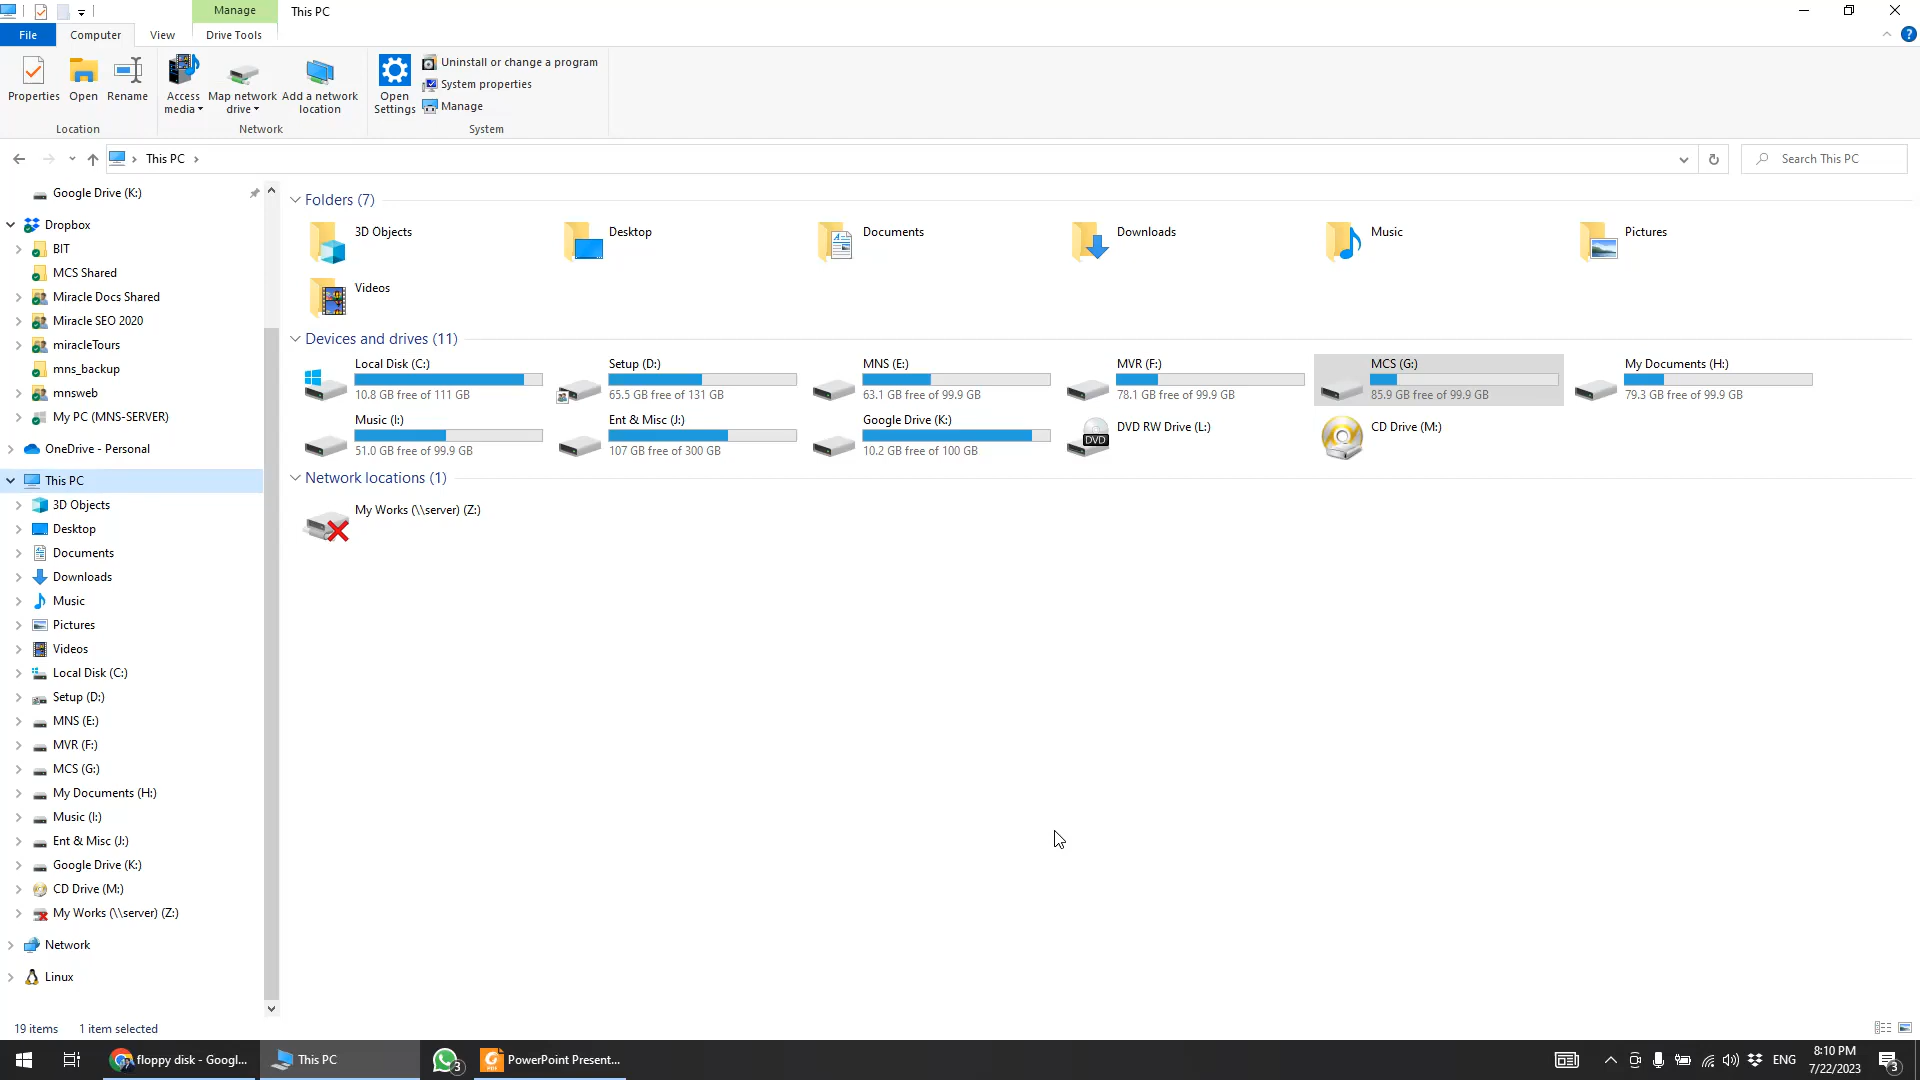 Manage
This PC
File
Computer
View
Drive Tools
?
Properties
Open
Rename
Access media
Map network drive
Add a network location
Open Settings
Uninstall or change a program
System properties
Manage
Location
Network
System
This PC
Search This PC
Google Drive (K:)
Dropbox
BIT
MCS Shared
Miracle Docs Shared
Miracle SEO 2020
miracleTours
mns_backup
mnsweb
My PC (MNS-SERVER)
OneDrive - Personal
This PC
3D Objects
Desktop
Documents
Downloads
Music
Pictures
Videos
Local Disk (C:)
Setup (D:)
MNS (E:)
MVR (F:)
MCS (G:)
My Documents (H:)
Music (I:)
Ent & Misc (J:)
Google Drive (K:)
CD Drive (M:)
My Works (\\server) (Z:)
Network
Linux
Folders (7)
3D Objects
Desktop
Documents
Downloads
Music
Pictures
Videos
Devices and drives (11)
Local Disk (C:)
10.8 GB free of 111 GB
Setup (D:)
65.5 GB free of 131 GB
MNS (E:)
63.1 GB free of 99.9 GB
MVR (F:)
78.1 GB free of 99.9 GB
MCS (G:)
85.9 GB free of 99.9 GB
My Documents (H:)
79.3 GB free of 99.9 GB
Music (I:)
51.0 GB free of 99.9 GB
Ent & Misc (J:)
107 GB free of 300 GB
Google Drive (K:)
10.2 GB free of 100 GB
DVD
DVD RW Drive (L:)
CD Drive (M:)
Network locations (1)
My Works (\\server) (Z:)
19 items
1 item selected
floppy disk - Googl...
This PC
3
PowerPoint Present...
ENG
8:10 PM
7/22/2023
3